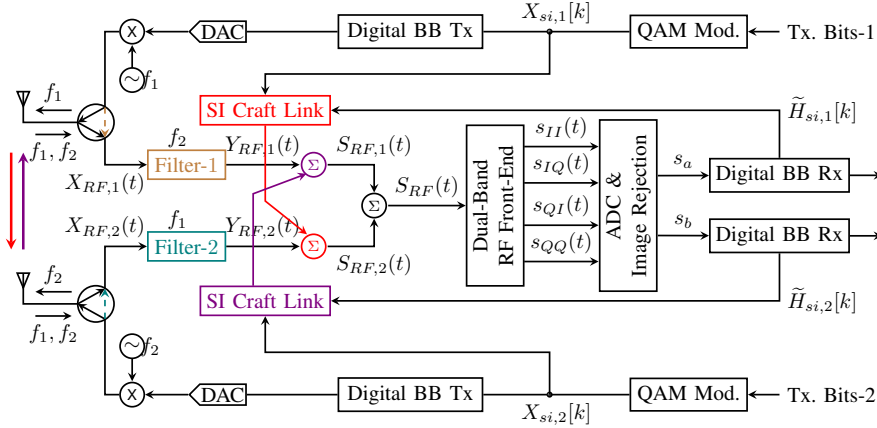 X_{si,1}[k]
DAC
Digital BB Tx
QAM Mod.
Tx. Bits-1
X
~
f_1
f_1
f_1, f_2
SI Craft Link
\widetilde{H}_{si,1}[k]
f_2
Y_{RF,1}(t)
S_{RF,1}(t)
Filter-1
Σ
X_{RF,1}(t)
Dual-Band
RF Front-End
s_{II}(t)
s_{IQ}(t)
s_{QI}(t)
s_{QQ}(t)
ADC &
Image Rejection
s_a
Digital BB Rx
S_{RF}(t)
Σ
X_{RF,2}(t)
f_1
Y_{RF,2}(t)
Filter-2
Σ
S_{RF,2}(t)
s_b
Digital BB Rx
f_2
f_1, f_2
SI Craft Link
\widetilde{H}_{si,2}[k]
~
f_2
X
DAC
Digital BB Tx
QAM Mod.
Tx. Bits-2
X_{si,2}[k]